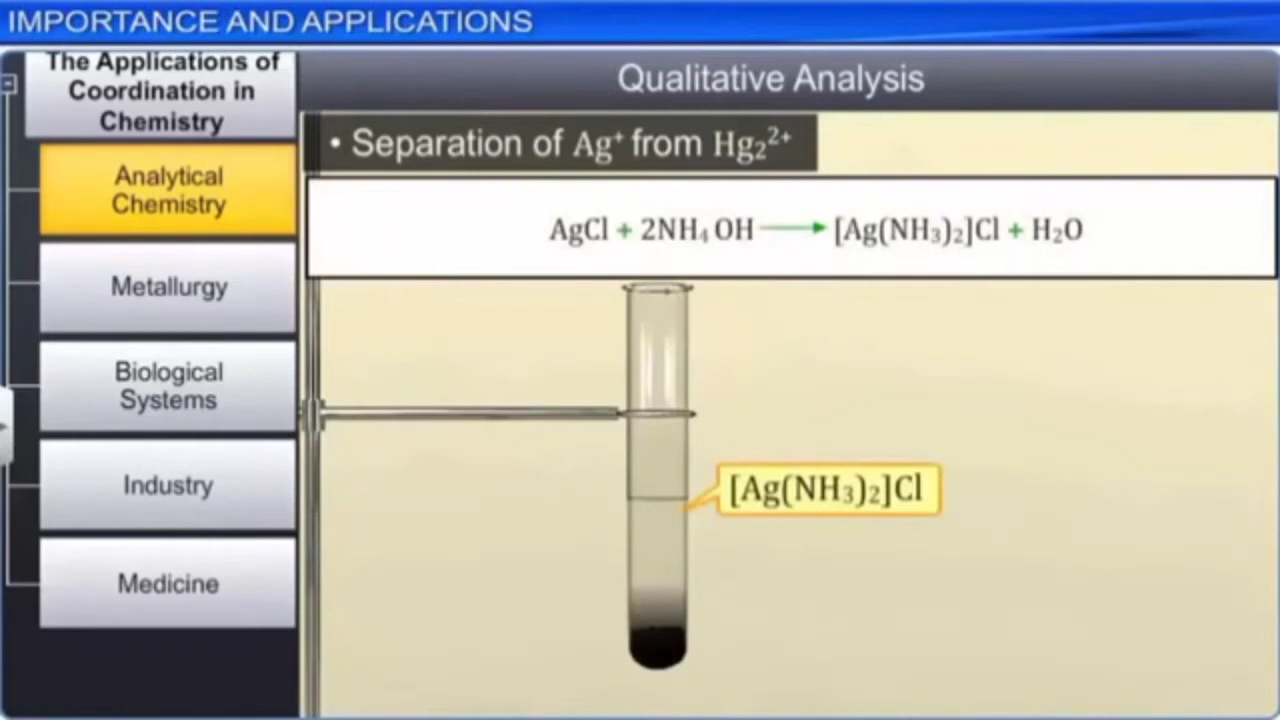 IMPORTANCE AND APPLICATIONS
The Applications of
Coordination in
Chemistry
Analytical
Chemistry
Metallurgy
Biological
Systems
Industry
Medicine
Qualitative Analysis
• Separation of Ag⁺ from Hg₂²⁺
AgCl + 2NH₄ OH ⟶ [Ag(NH₃)₂]Cl + H₂O
[Ag(NH₃)₂]Cl